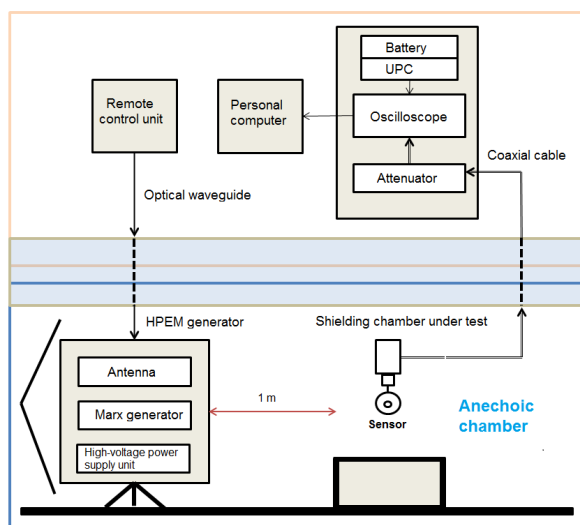 Battery
UPC
Remote
control unit
Personal
computer
Oscilloscope
Coaxial cable
Attenuator
Optical waveguide
HPEM generator
Shielding chamber under test
Antenna
1 m
Marx generator
Sensor
Anechoic
chamber
High-voltage power
supply unit